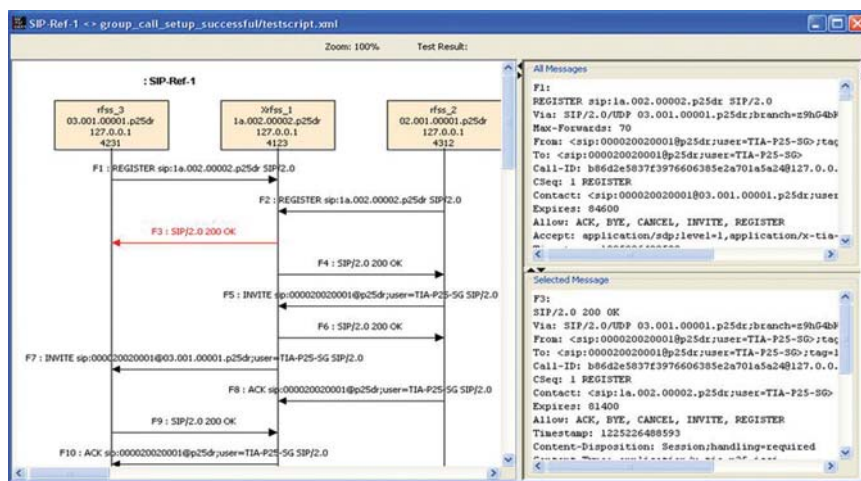 SIP-Ref-1 <> group_call_setup_successful/testscript.xml
Zoom: 100% Test Result:
: SIP-Ref-1
rfss_3
03.001.00001.p25dr
127.0.0.1
4231
Xrfss_1
1a.002.00002.p25dr
127.0.0.1
4123
rfss_2
02.001.00001.p25dr
127.0.0.1
4312
F1 : REGISTER sip:1a.002.00002.p25dr SIP/2.0
F2 : REGISTER sip:1a.002.00002.p25dr SIP/2.0
F3 : SIP/2.0 200 OK
F4 : SIP/2.0 200 OK
F5 : INVITE sip:000020020001@p25dr;user=TIA-P25-SG SIP/2.0
F6 : SIP/2.0 200 OK
F7 : INVITE sip:000020020001@03.001.00001.p25dr;user=TIA-P25-SG SIP/2.0
F8 : ACK sip:000020020001@p25dr;user=TIA-P25-SG SIP/2.0
F9 : SIP/2.0 200 OK
F10 : ACK sip:000020020001@p25dr;user=TIA-P25-SG SIP/2.0
All Messages
F1:
REGISTER sip:1a.002.00002.p25dr SIP/2.0
Via: SIP/2.0/UDP 03.001.00001.p25dr;branch=z9hG4bK
Max-Forwards: 70
From: <sip:000020020001@p25dr;user=TIA-P25-SG>;tag
To: <sip:000020020001@p25dr;user=TIA-P25-SG>
Call-ID: b86d2e5837f3976606385e2a701a5a24@127.0.0.
CSeq: 1 REGISTER
Contact: <sip:000020020001@03.001.00001.p25dr;user
Expires: 84600
Allow: ACK, BYE, CANCEL, INVITE, REGISTER
Accept: application/sdp;level=1,application/x-tia-
Selected Message
F3:
SIP/2.0 200 OK
Via: SIP/2.0/UDP 03.001.00001.p25dr;branch=z9hG4bK
From: <sip:000020020001@p25dr;user=TIA-P25-SG>;tag
To: <sip:000020020001@p25dr;user=TIA-P25-SG>;tag=1
Call-ID: b86d2e5837f3976606385e2a701a5a24@127.0.0.
CSeq: 1 REGISTER
Contact: <sip:1a.002.00002.p25dr;user=TIA-P25-SG>
Expires: 81400
Allow: ACK, BYE, CANCEL, INVITE, REGISTER
Timestamp: 1225226488593
Content-Disposition: Session;handling=required